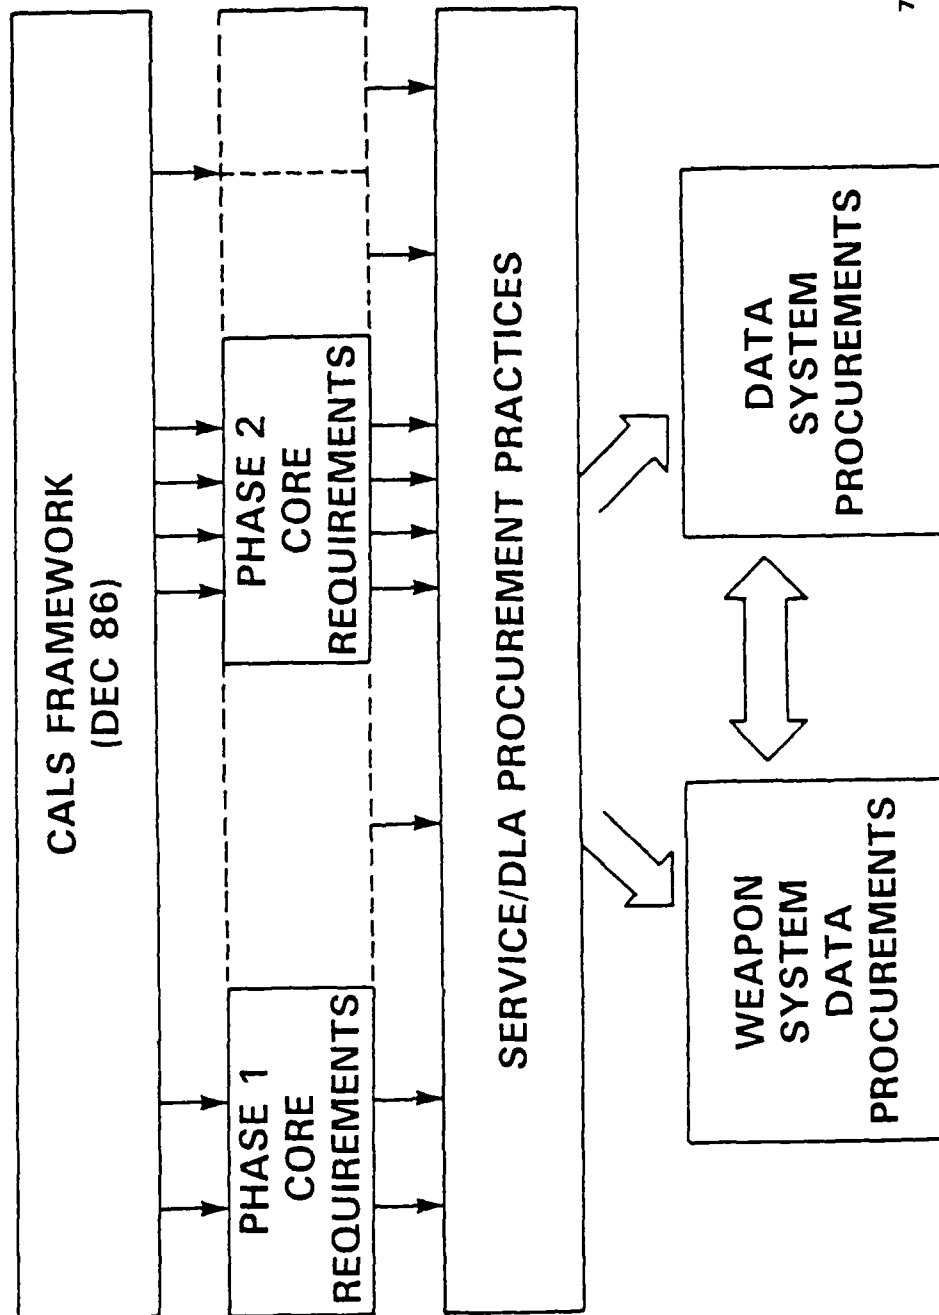 CALS FRAMEWORK
(DEC 86)
PHASE 1
CORE
REQUIREMENTS
PHASE 2
CORE
REQUIREMENTS
SERVICE/DLA PROCUREMENT PRACTICES
WEAPON
SYSTEM
DATA
PROCUREMENTS
DATA
SYSTEM
PROCUREMENTS
7